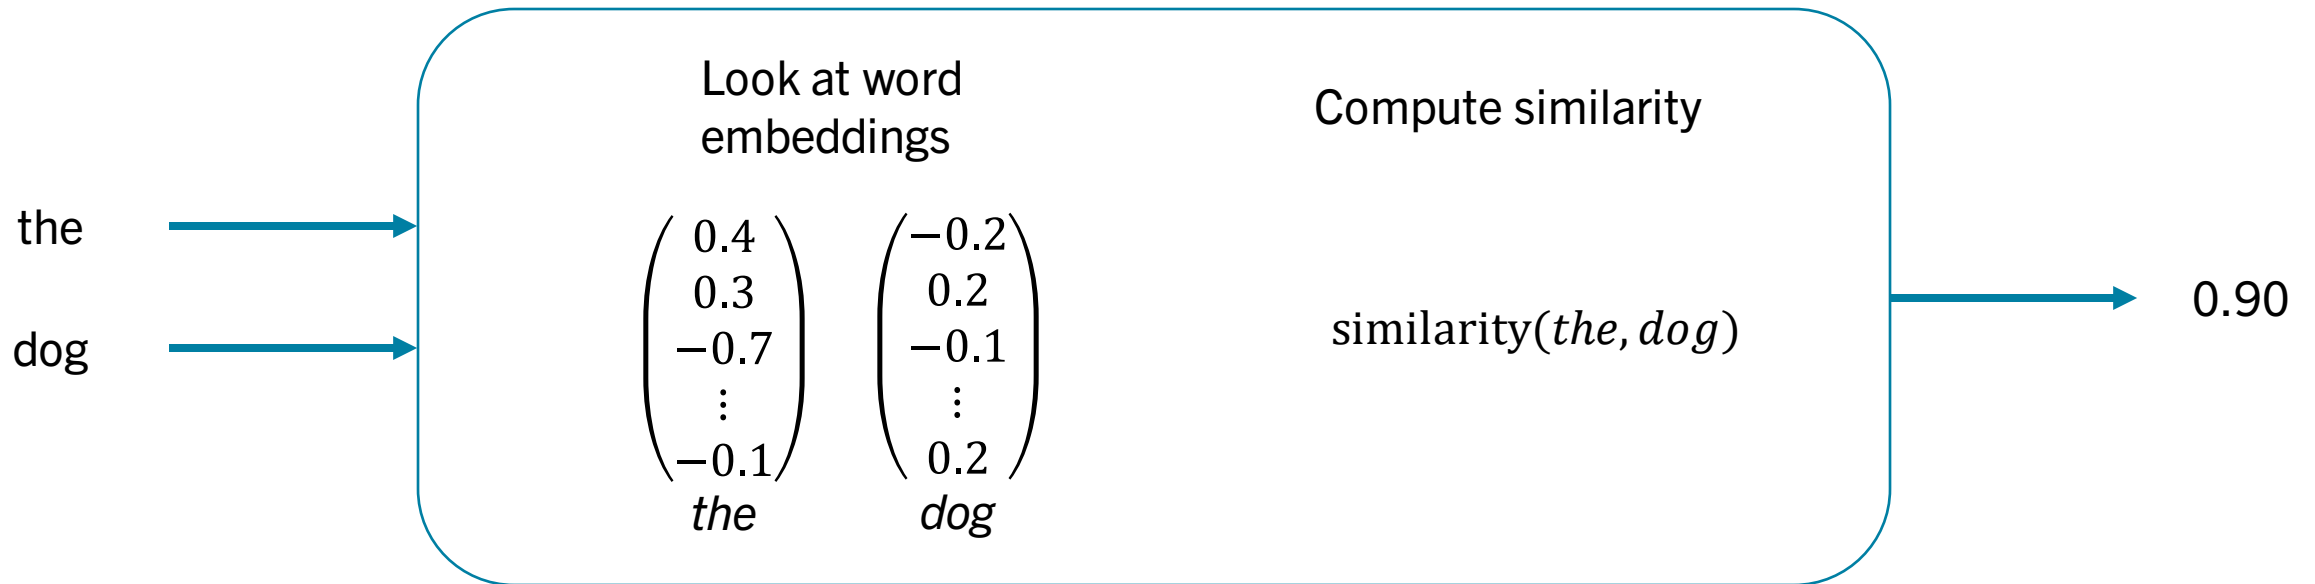 Look at word
embeddings
Compute similarity
the
dog
0.4
0.3
−0.7
⋮
−0.1
the
−0.2
0.2
−0.1
⋮
0.2
dog
similarity(the, dog)
0.90